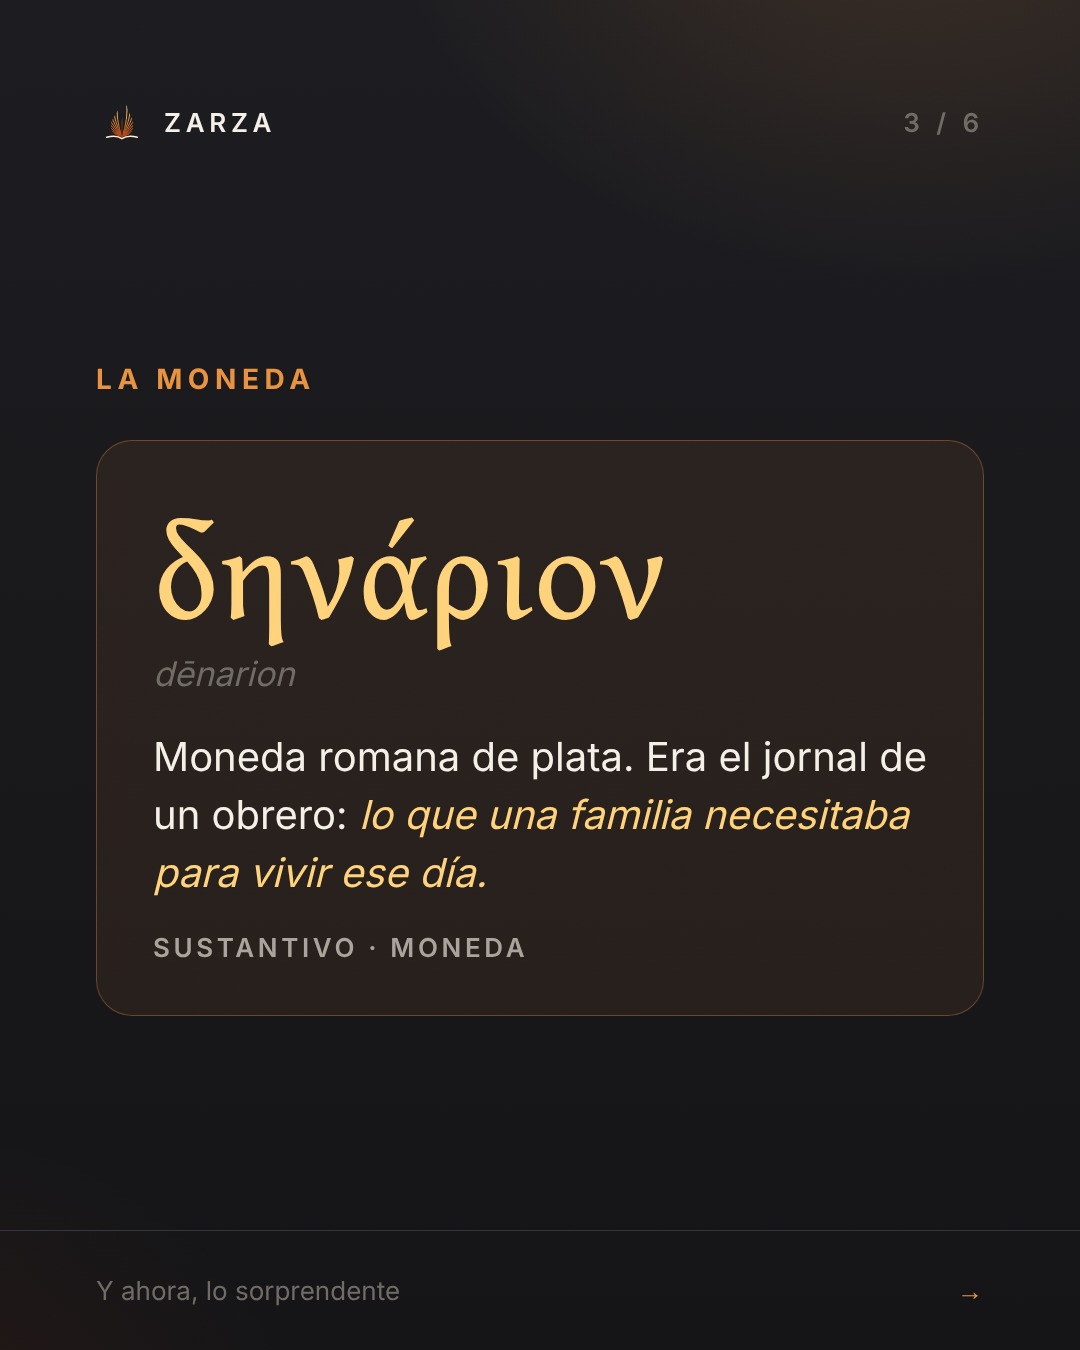 ZARZA
3 / 6
LA MONEDA
δηνάριον
dēnarion
Moneda romana de plata. Era el jornal de
un obrero: lo que una familia necesitaba
para vivir ese día.
SUSTANTIVO · MONEDA
Y ahora, lo sorprendente →